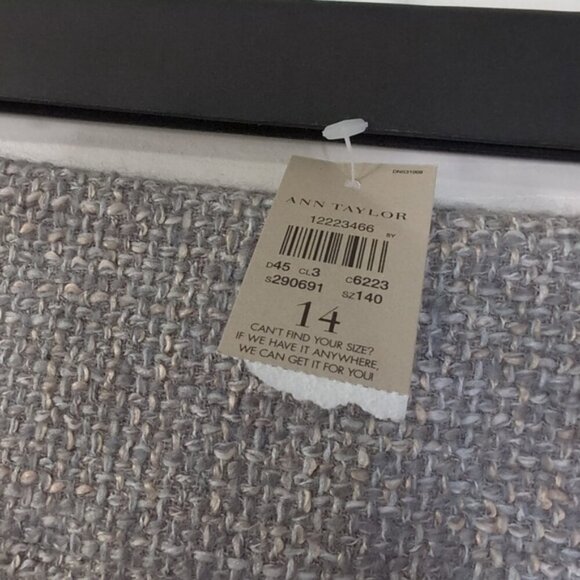 ANN TAYLOR
12223466 SY
D45 CL3 C6223
S290691 SZ140
14
CAN'T FIND YOUR SIZE?
IF WE HAVE IT ANYWHERE,
WE CAN GET IT FOR YOU!